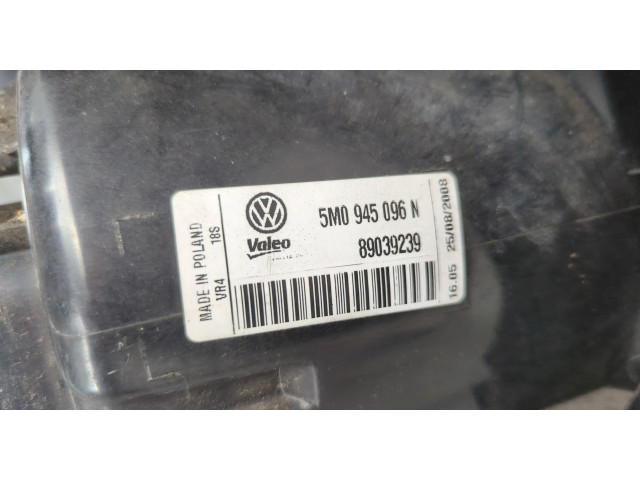 MADE IN POLAND
VR4 18S
Valeo
5M0 945 096 N
89039239
16.05 25/08/2008